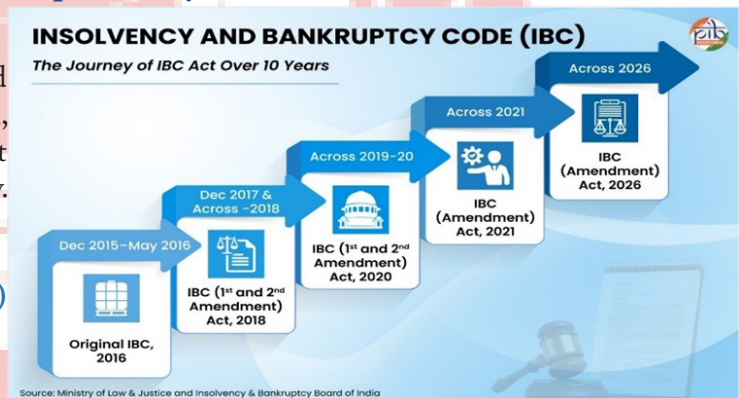 INSOLVENCY AND BANKRUPTCY CODE (IBC)
The Journey of IBC Act Over 10 Years
pib
Across 2026
IBC
(Amendment)
Act, 2026
Across 2021
IBC
(Amendment)
Act, 2021
Across 2019-20
IBC (1st and 2nd
Amendment)
Act, 2020
Dec 2017 &
Across -2018
IBC (1st and 2nd
Amendment)
Act, 2018
Dec 2015-May 2016
Original IBC,
2016
Source: Ministry of Law & Justice and Insolvency & Bankruptcy Board of India